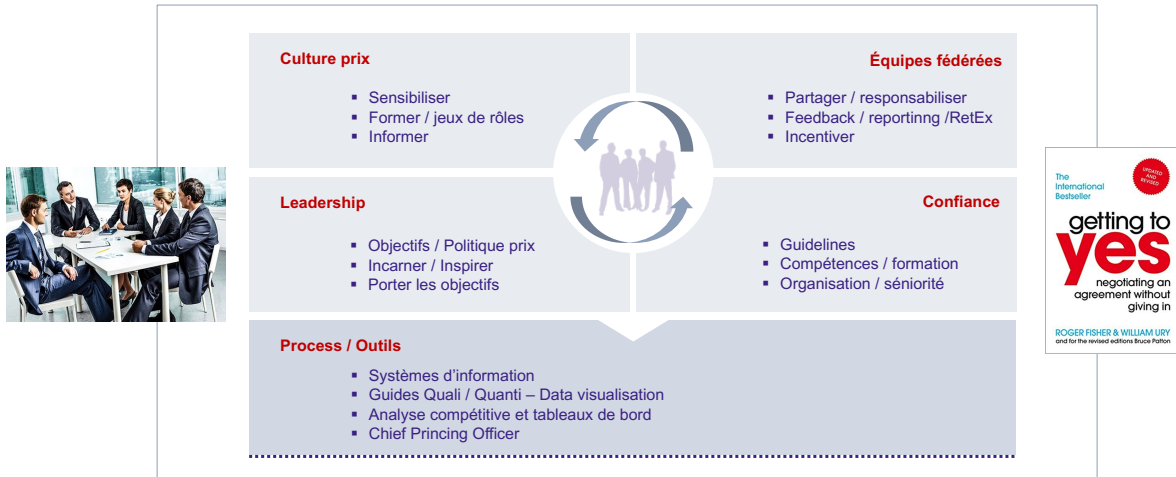 Culture prix
▪ Sensibiliser
▪ Former / jeux de rôles
▪ Informer
Équipes fédérées
▪ Partager / responsabiliser
▪ Feedback / reportinng /RetEx
▪ Incentiver
Leadership
▪ Objectifs / Politique prix
▪ Incarner / Inspirer
▪ Porter les objectifs
Confiance
▪ Guidelines
▪ Compétences / formation
▪ Organisation / séniorité
Process / Outils
▪ Systèmes d’information
▪ Guides Quali / Quanti – Data visualisation
▪ Analyse compétitive et tableaux de bord
▪ Chief Princing Officer
The
International
Bestseller
UPDATED
AND
REVISED
getting to
yes
negotiating an
agreement without
giving in
ROGER FISHER & WILLIAM URY
and for the revised editions Bruce Patton